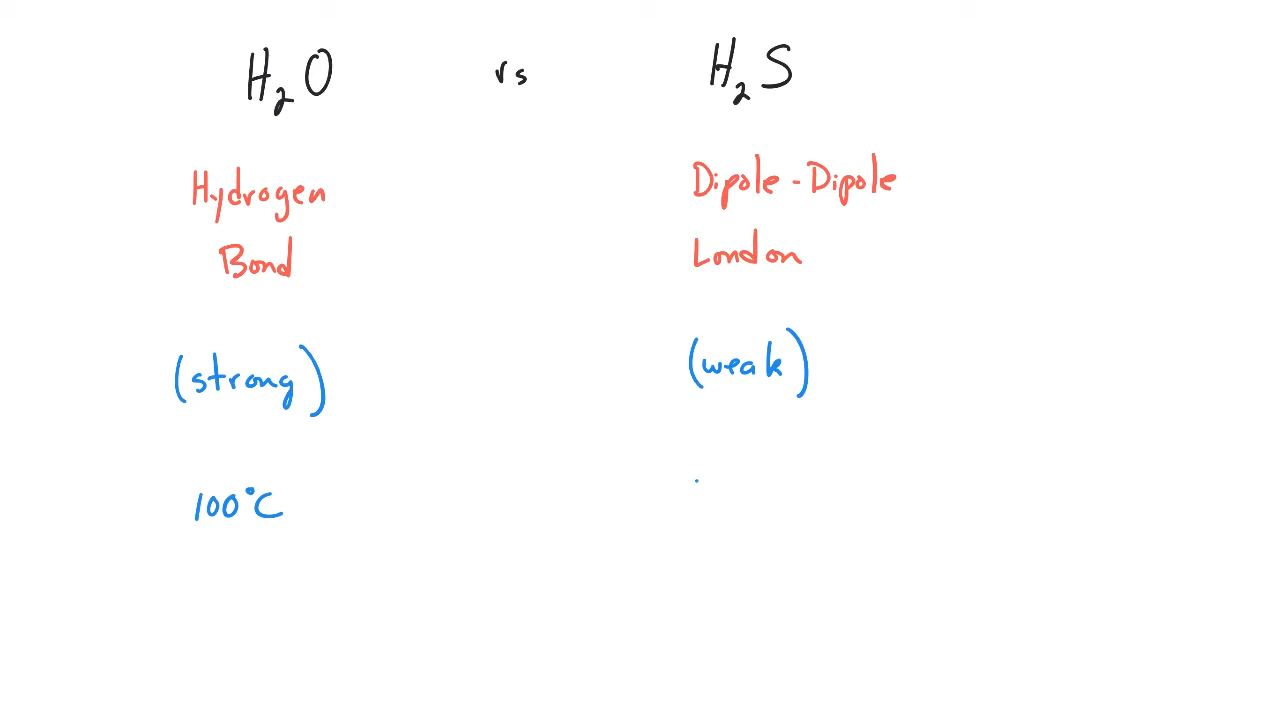 H₂O vs H₂S
Hydrogen Bond
Dipole - Dipole
London
(strong)
(weak)
100°C